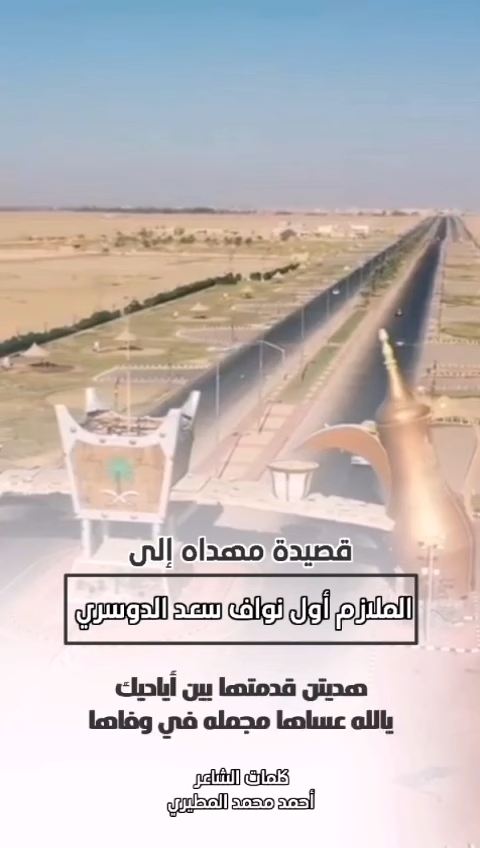 قصيدة مهداه إلى
الملازم أول نواف سعد الدوسري
هديتن قدمتها بين أياديك
يالله عساها مجمله في وفاها
كلمات الشاعر
أحمد محمد المطيري